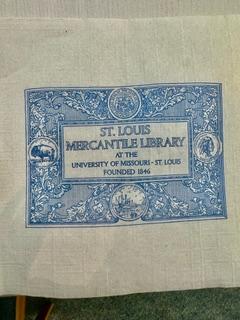 ST. LOUIS
MERCANTILE LIBRARY
AT THE
UNIVERSITY OF MISSOURI - ST. LOUIS
FOUNDED 1846